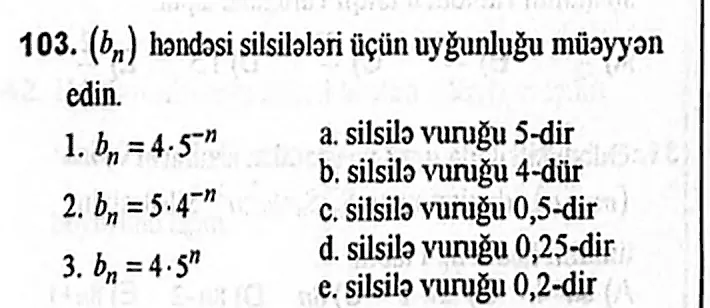 103. (bₙ) həndəsi silsilələri üçün uyğunluğu müəyyən
edin.
1. bₙ = 4·5⁻ⁿ
2. bₙ = 5·4⁻ⁿ
3. bₙ = 4·5ⁿ
a. silsilə vuruğu 5-dir
b. silsilə vuruğu 4-dür
c. silsilə vuruğu 0,5-dir
d. silsilə vuruğu 0,25-dir
e. silsilə vuruğu 0,2-dir